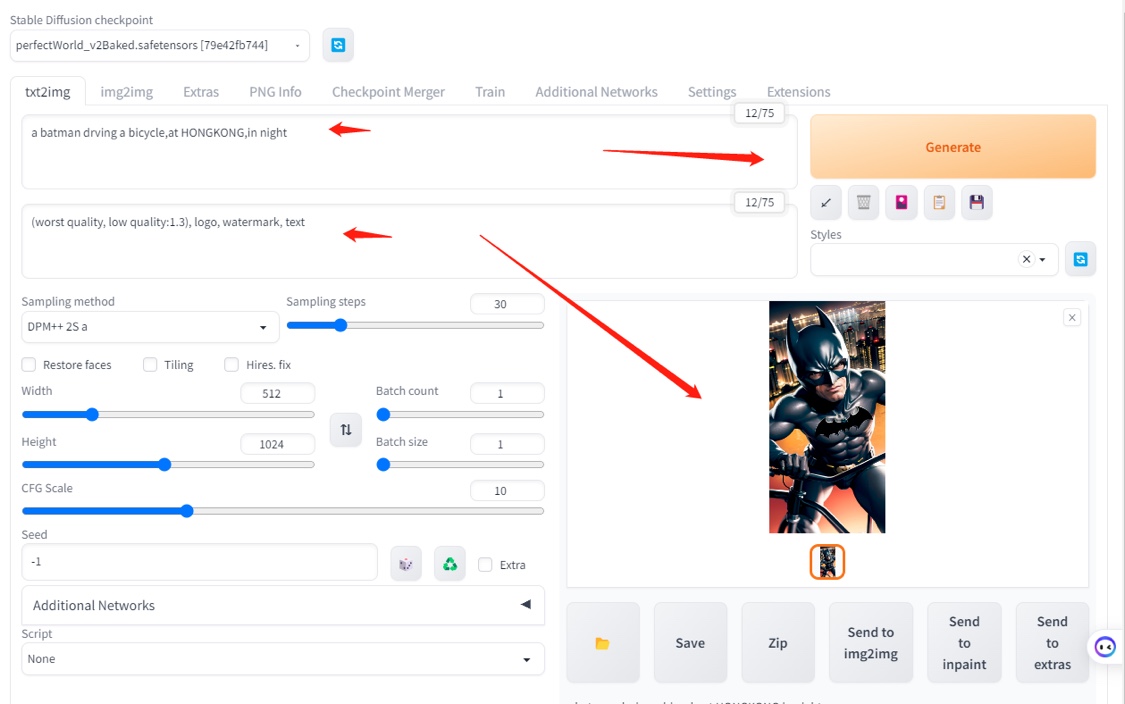 Stable Diffusion checkpoint
perfectWorld_v2Baked.safetensors [79e42fb744]
txt2img img2img Extras PNG Info Checkpoint Merger Train Additional Networks Settings Extensions
12/75
a batman drving a bicycle,at HONGKONG,in night
Generate
12/75
(worst quality, low quality:1.3), logo, watermark, text
Styles
Sampling method
DPM++ 2S a
Sampling steps
30
Restore faces Tiling Hires. fix
Width
512
Batch count
1
Height
1024
Batch size
1
CFG Scale
10
Seed
-1
Extra
Additional Networks
Script
None
Save
Zip
Send to
img2img
Send
to
inpaint
Send
to
extras